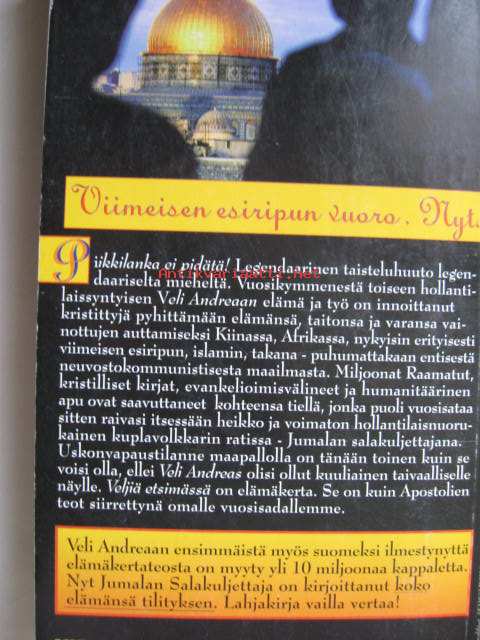 Viimeisen esiripun vuoro. Nyt.
Piikkilanka ei pidätä! Legendaarinen taisteluhuuto legen-
Antikvariaatti.net
daariselta mieheltä. Vuosikymmenestä toiseen hollanti-
laissyntyisen Veli Andreaan elämä ja työ on innoittanut
kristittyjä pyhittämään elämänsä, taitonsa ja varansa vai-
nottujen auttamiseksi Kiinassa, Afrikassa, nykyisin erityisesti
viimeisen esiripun, islamin, takana - puhumattakaan entisestä
neuvostokommunistisesta maailmasta. Miljoonat Raamatut,
kristilliset kirjat, evankelioimisvälineet ja humanitäärinen
apu ovat saavuttaneet kohteensa tiellä, jonka puoli vuosisataa
sitten raivasi itsessään heikko ja voimaton hollantilaisnuoru-
kainen kuplavolkkarin ratissa - Jumalan salakuljettajana.
Uskonvapaustilanne maapallolla on tänään toinen kuin se
voisi olla, ellei Veli Andreas olisi ollut kuuliainen taivaalliselle
näylle. Veljiä etsimässä on elämäkerta. Se on kuin Apostolien
teot siirrettynä omalle vuosisadallemme.
Veli Andreaan ensimmäistä myös suomeksi ilmestynyttä
elämäkertateosta on myyty yli 10 miljoonaa kappaletta.
Nyt Jumalan Salakuljettaja on kirjoittanut koko
elämänsä tilityksen. Lahjakirja vailla vertaa!